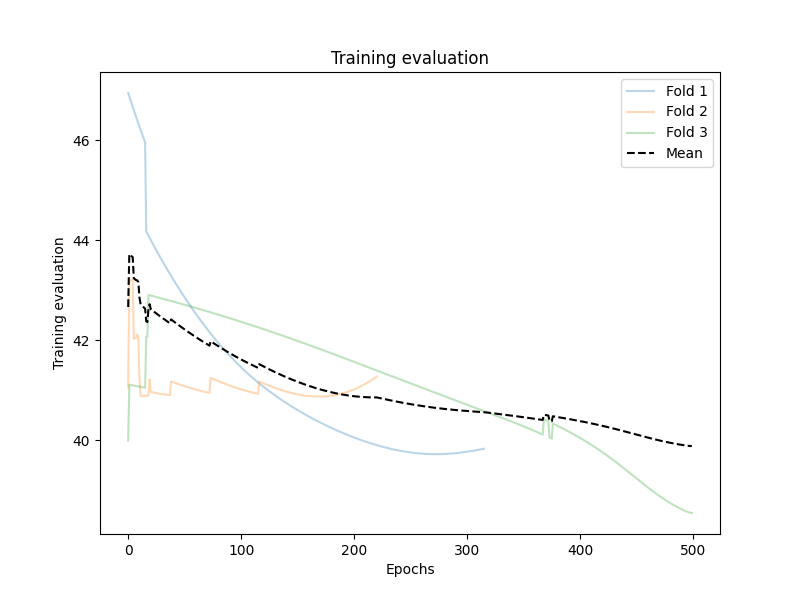 Training evaluation
Fold 1
Fold 2
Fold 3
Mean
Training evaluation
46
44
42
40
0
100
200
300
400
500
Epochs